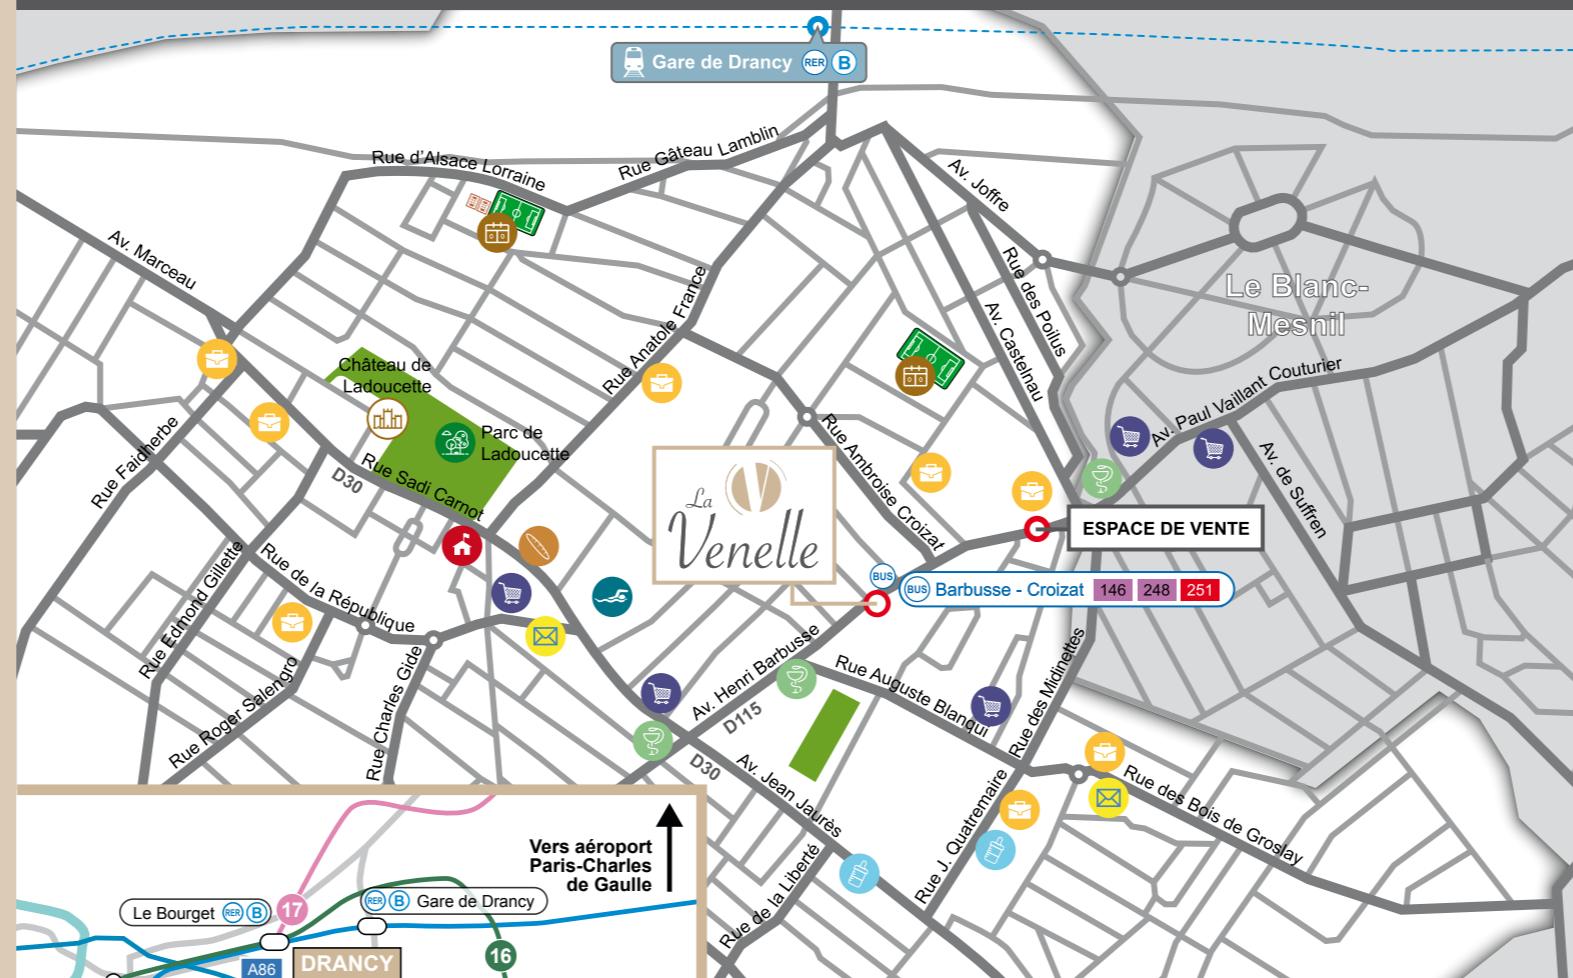 Gare de Drancy RER B
Rue d'Alsace Lorraine
Rue Gâteau Lamblin
Av. Joffre
Av. Marceau
Rue des Poilus
Le Blanc-
Mesnil
Rue Anatole France
Av. Castelnau
Château de
Ladoucette
Av. Paul Vaillant Couturier
Parc de
Ladoucette
Rue Faidherbe
D30
Rue Sadi Carnot
Rue Ambroise Croizat
Av. de Suffren
La
Venelle
ESPACE DE VENTE
BUS
BUS Barbusse - Croizat 146 248 251
Rue Edmond Gillette
Rue de la République
Rue Roger Salengro
Rue Charles Gide
Av. Henri Barbusse
D115
Rue Auguste Blanqui
Rue des Midinettes
D30
Av. Jean Jaurès
Rue des Bois de Groslay
Rue J. Quatremaire
Rue de la Liberté
Vers aéroport
Paris-Charles
de Gaulle
Le Bourget RER B
17
RER B Gare de Drancy
16
A86
DRANCY